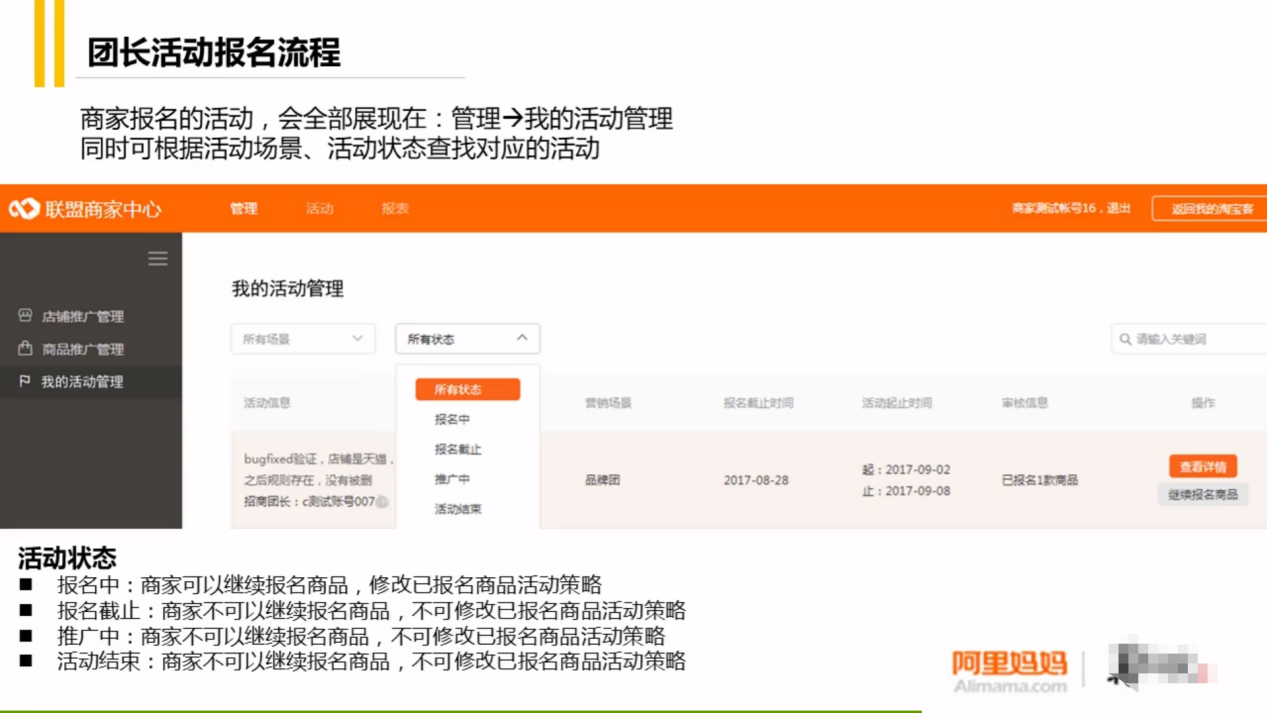 团长活动报名流程
商家报名的活动，会全部展现在：管理→我的活动管理
同时可根据活动场景、活动状态查找对应的活动
联盟商家中心 管理 活动 报表 商家测试帐号16，退出 返回我的淘宝客
店铺推广管理
商品推广管理
我的活动管理
我的活动管理
所有场景 所有状态 请输入关键词
所有状态
报名中
报名截止
推广中
活动结束
活动信息 营销场景 报名截止时间 活动起止时间 审核信息 操作
bugfixed验证，店铺是天猫，
之后规则存在，没有被删
招商团长：c测试账号007
品牌团 2017-08-28
起：2017-09-02
止：2017-09-08
已报名1款商品
查看详情
继续报名商品
活动状态
■ 报名中：商家可以继续报名商品，修改已报名商品活动策略
■ 报名截止：商家不可以继续报名商品，不可修改已报名商品活动策略
■ 推广中：商家不可以继续报名商品，不可修改已报名商品活动策略
■ 活动结束：商家不可以继续报名商品，不可修改已报名商品活动策略
阿里妈妈
Alimama.com